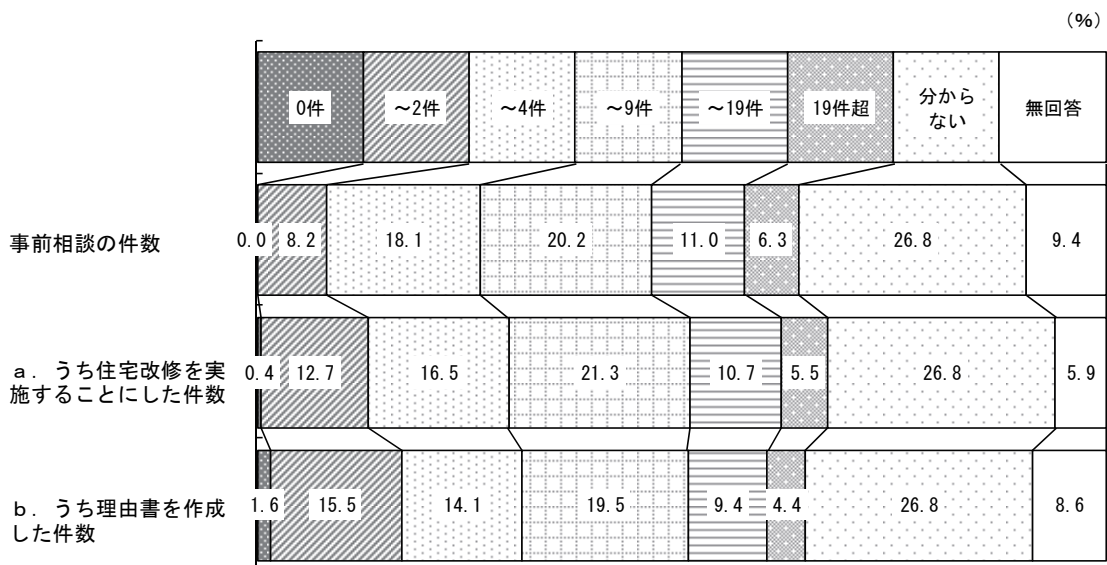 (%)
0件 ～2件 ～4件 ～9件 ～19件 19件超 分から 無回答
ない
事前相談の件数 0.0 8.2 18.1 20.2 11.0 6.3 26.8 9.4
a．うち住宅改修を実
施することにした件数 0.4 12.7 16.5 21.3 10.7 5.5 26.8 5.9
b．うち理由書を作成
した件数 1.6 15.5 14.1 19.5 9.4 4.4 26.8 8.6